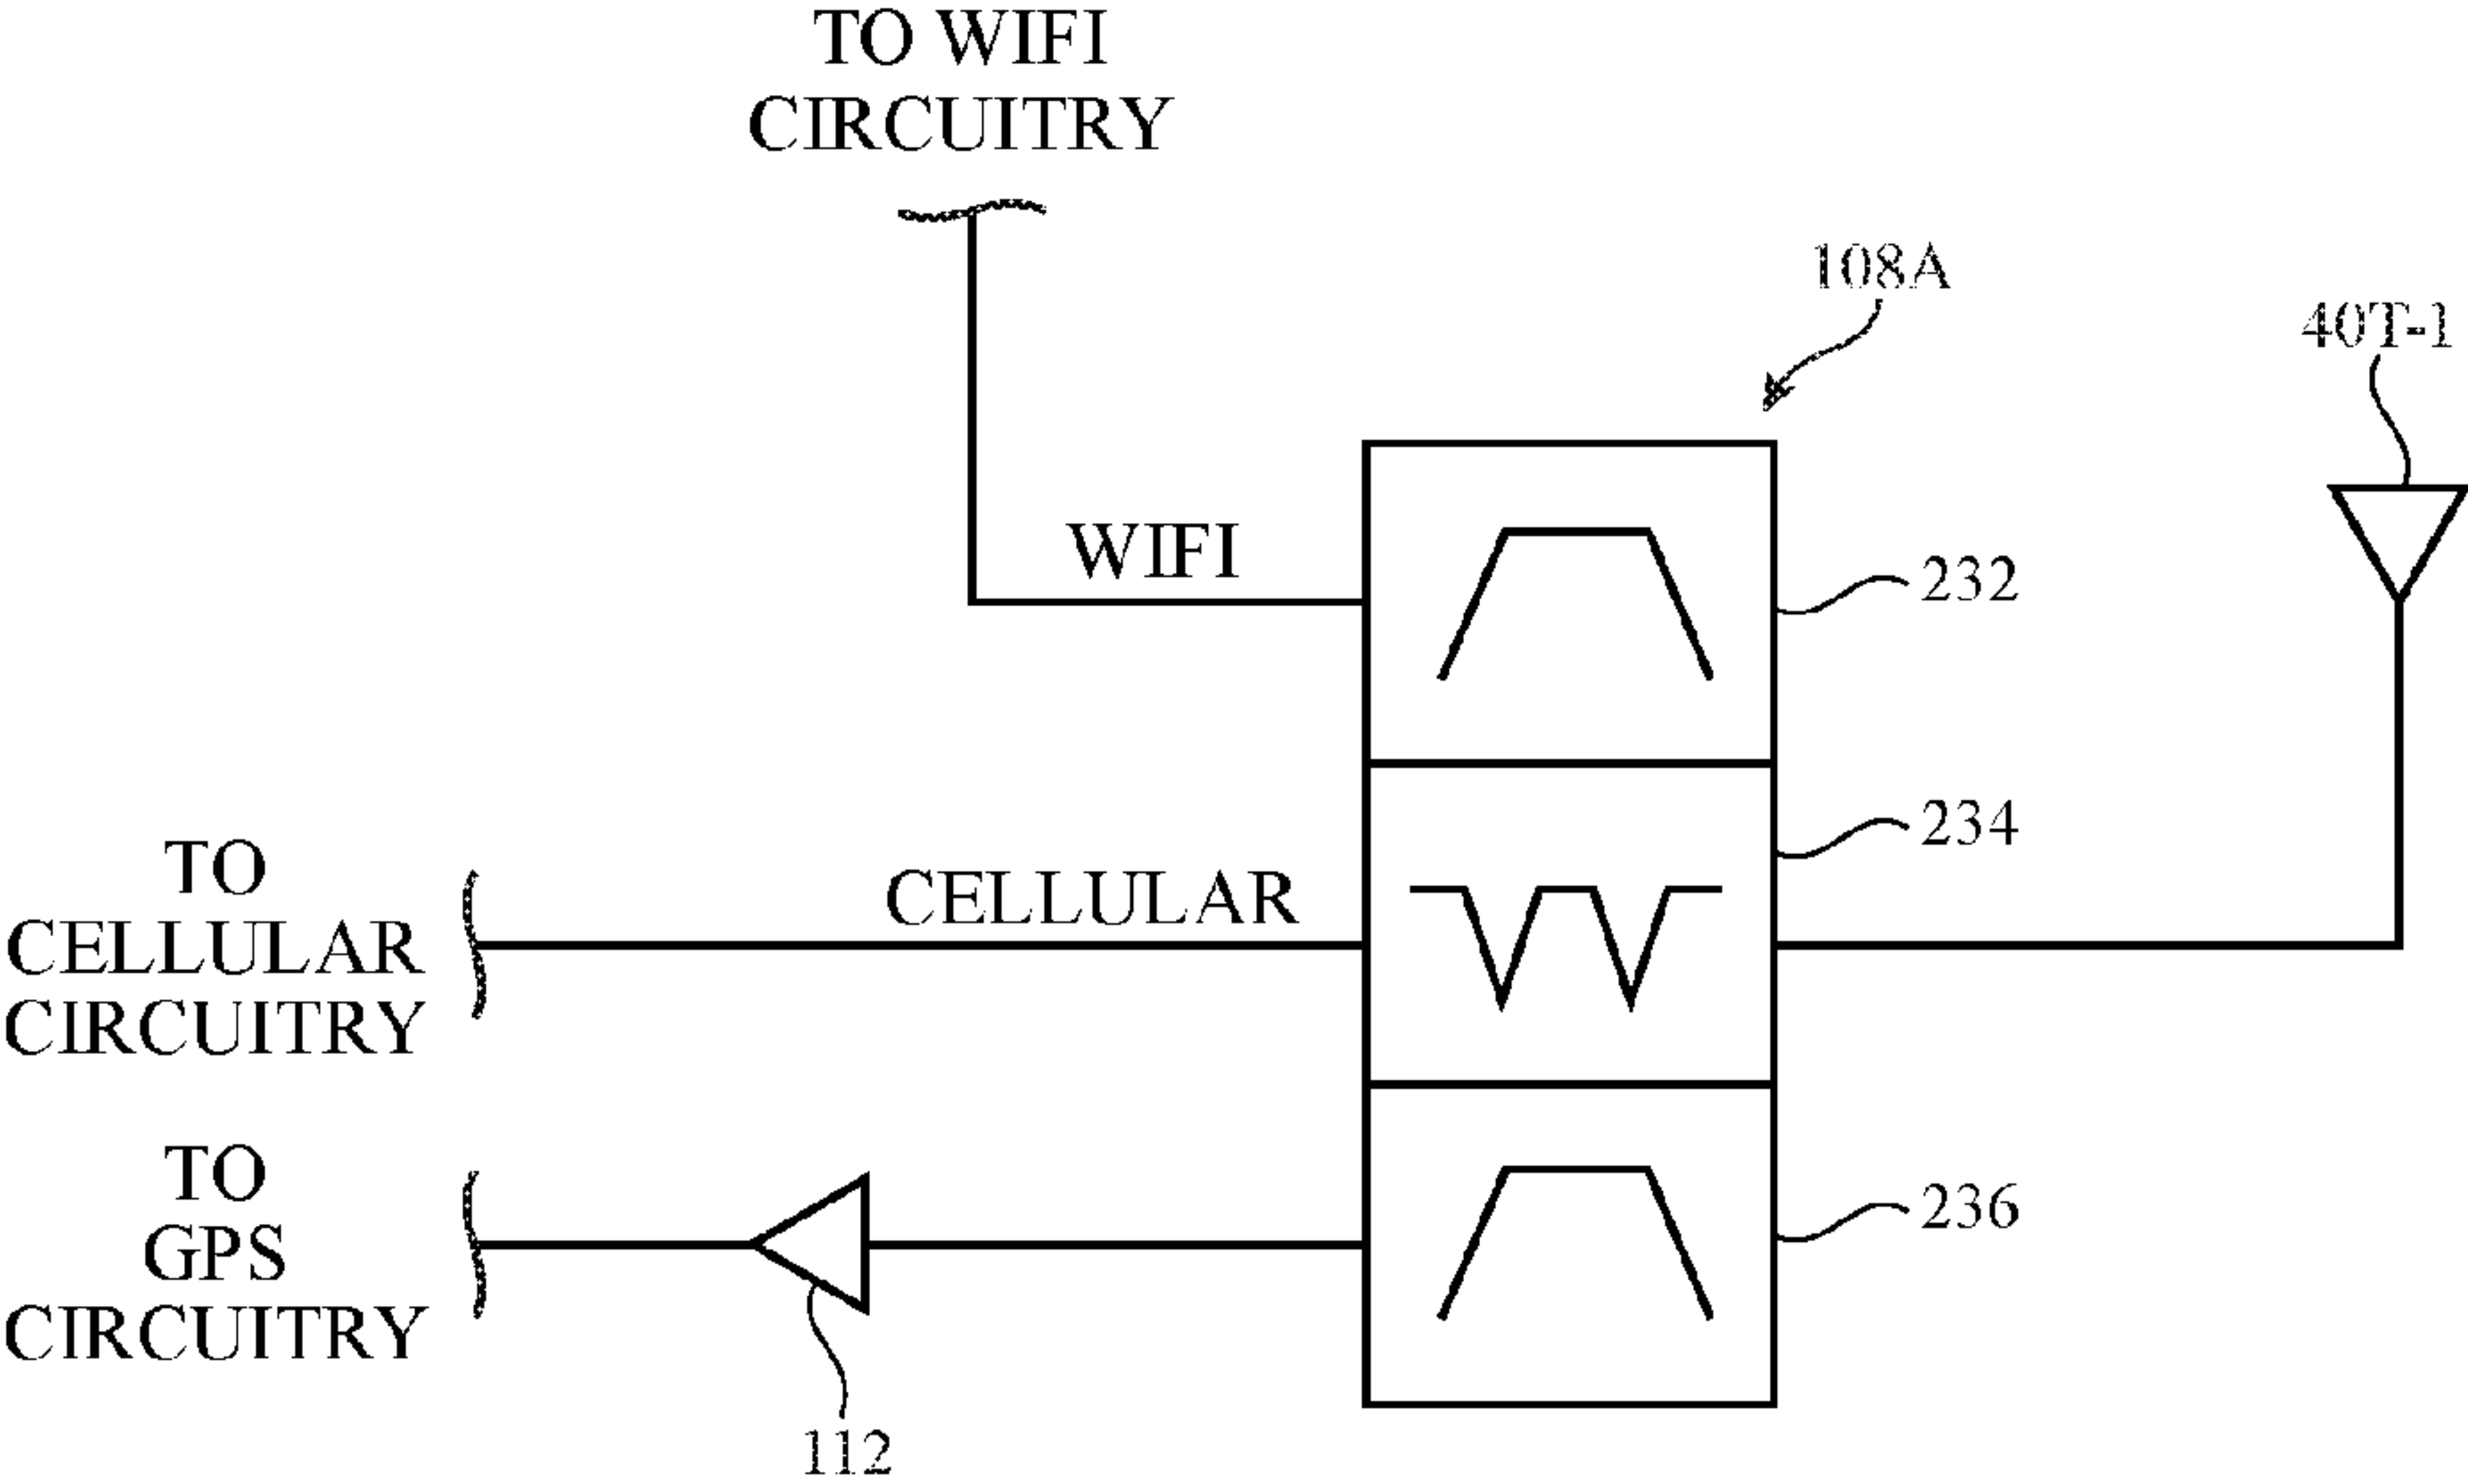 TO WIFI
CIRCUITRY
108A
40T-1
WIFI
232
234
TO
CELLULAR
CIRCUITRY
CELLULAR
TO
GPS
CIRCUITRY
236
112